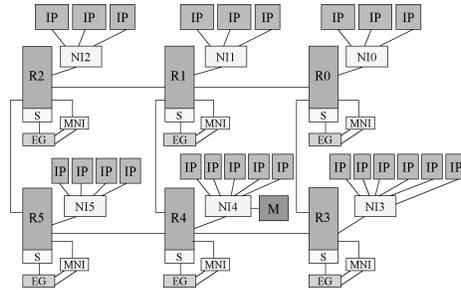 IP IP IP IP IP IP IP IP IP
NI2 NI1 NI0
R2 R1 R0
S MNI S MNI S MNI
EG EG EG
IP IP IP IP IP IP IP IP IP IP IP IP IP IP IP
NI5 NI4 M NI3
R5 R4 R3
S MNI S MNI S MNI
EG EG EG